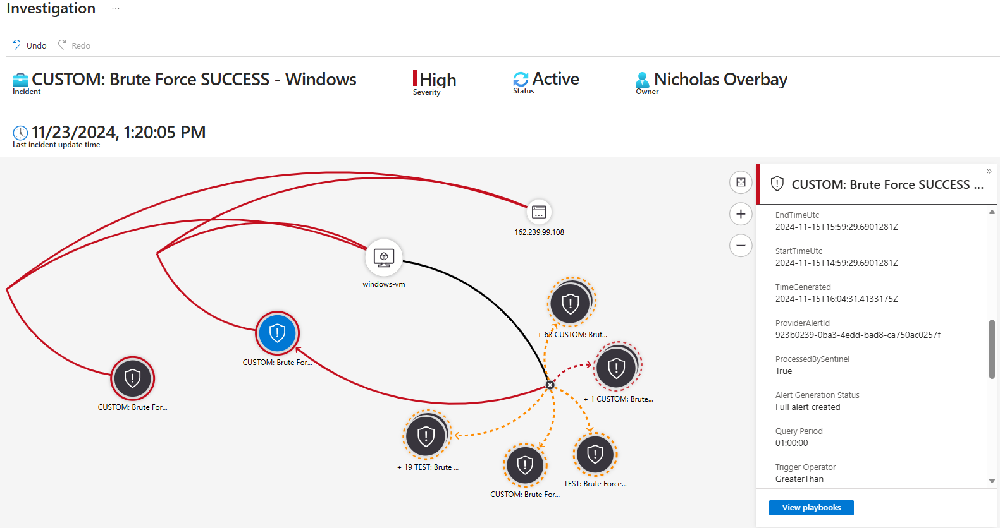 Investigation ...
Undo Redo
CUSTOM: Brute Force SUCCESS - Windows
Incident
High
Severity
Active
Status
Nicholas Overbay
Owner
11/23/2024, 1:20:05 PM
Last incident update time
162.239.99.108
windows-vm
+ 63 CUSTOM: Brut...
CUSTOM: Brute For...
+ 1 CUSTOM: Brute...
CUSTOM: Brute For...
+ 19 TEST: Brute ...
TEST: Brute Force...
CUSTOM: Brute For...
CUSTOM: Brute Force SUCCESS ...
EndTimeUtc
2024-11-15T15:59:29.6901281Z
StartTimeUtc
2024-11-15T14:59:29.6901281Z
TimeGenerated
2024-11-15T16:04:31.4133175Z
ProviderAlertId
923b0239-0ba3-4edd-bad8-ca750ac0257f
ProcessedBySentinel
True
Alert Generation Status
Full alert created
Query Period
01:00:00
Trigger Operator
GreaterThan
View playbooks